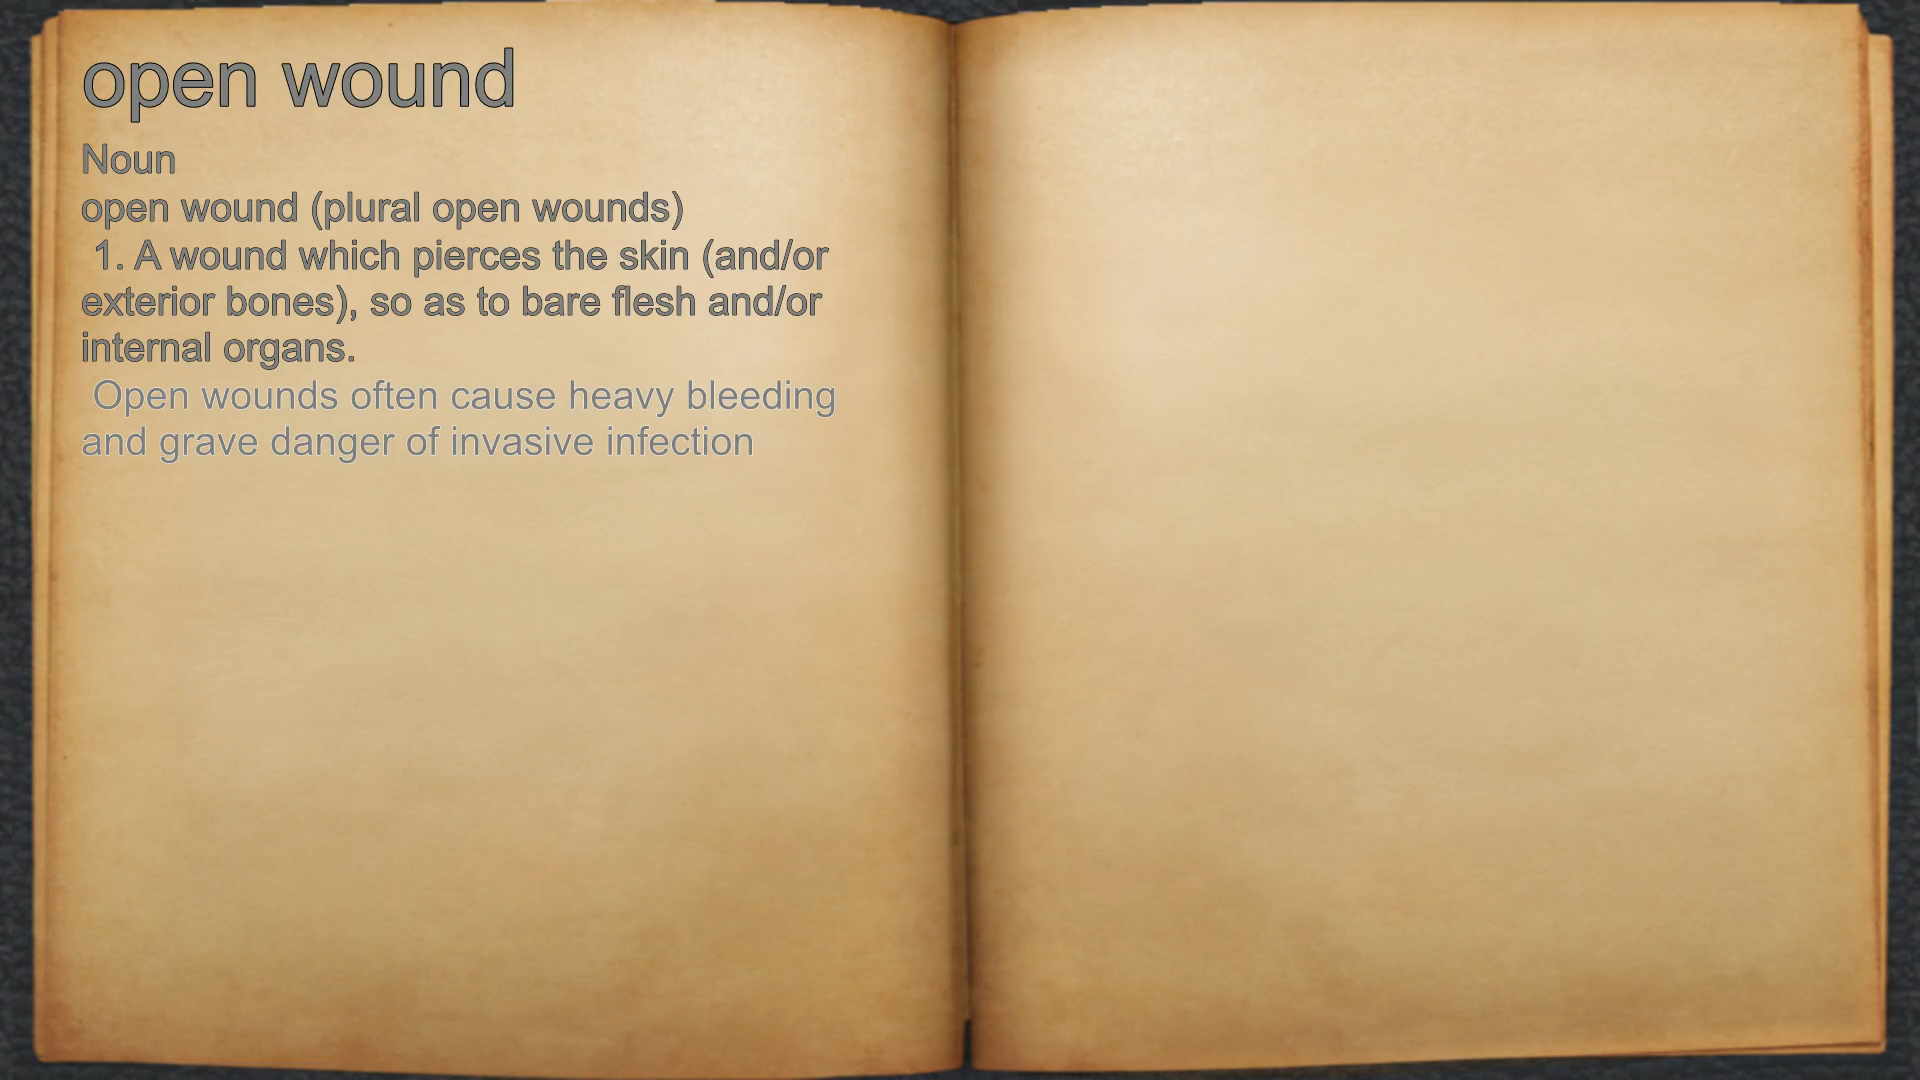 open wound
Noun
open wound (plural open wounds)
1. A wound which pierces the skin (and/or
exterior bones), so as to bare flesh and/or
internal organs.
Open wounds often cause heavy bleeding
and grave danger of invasive infection